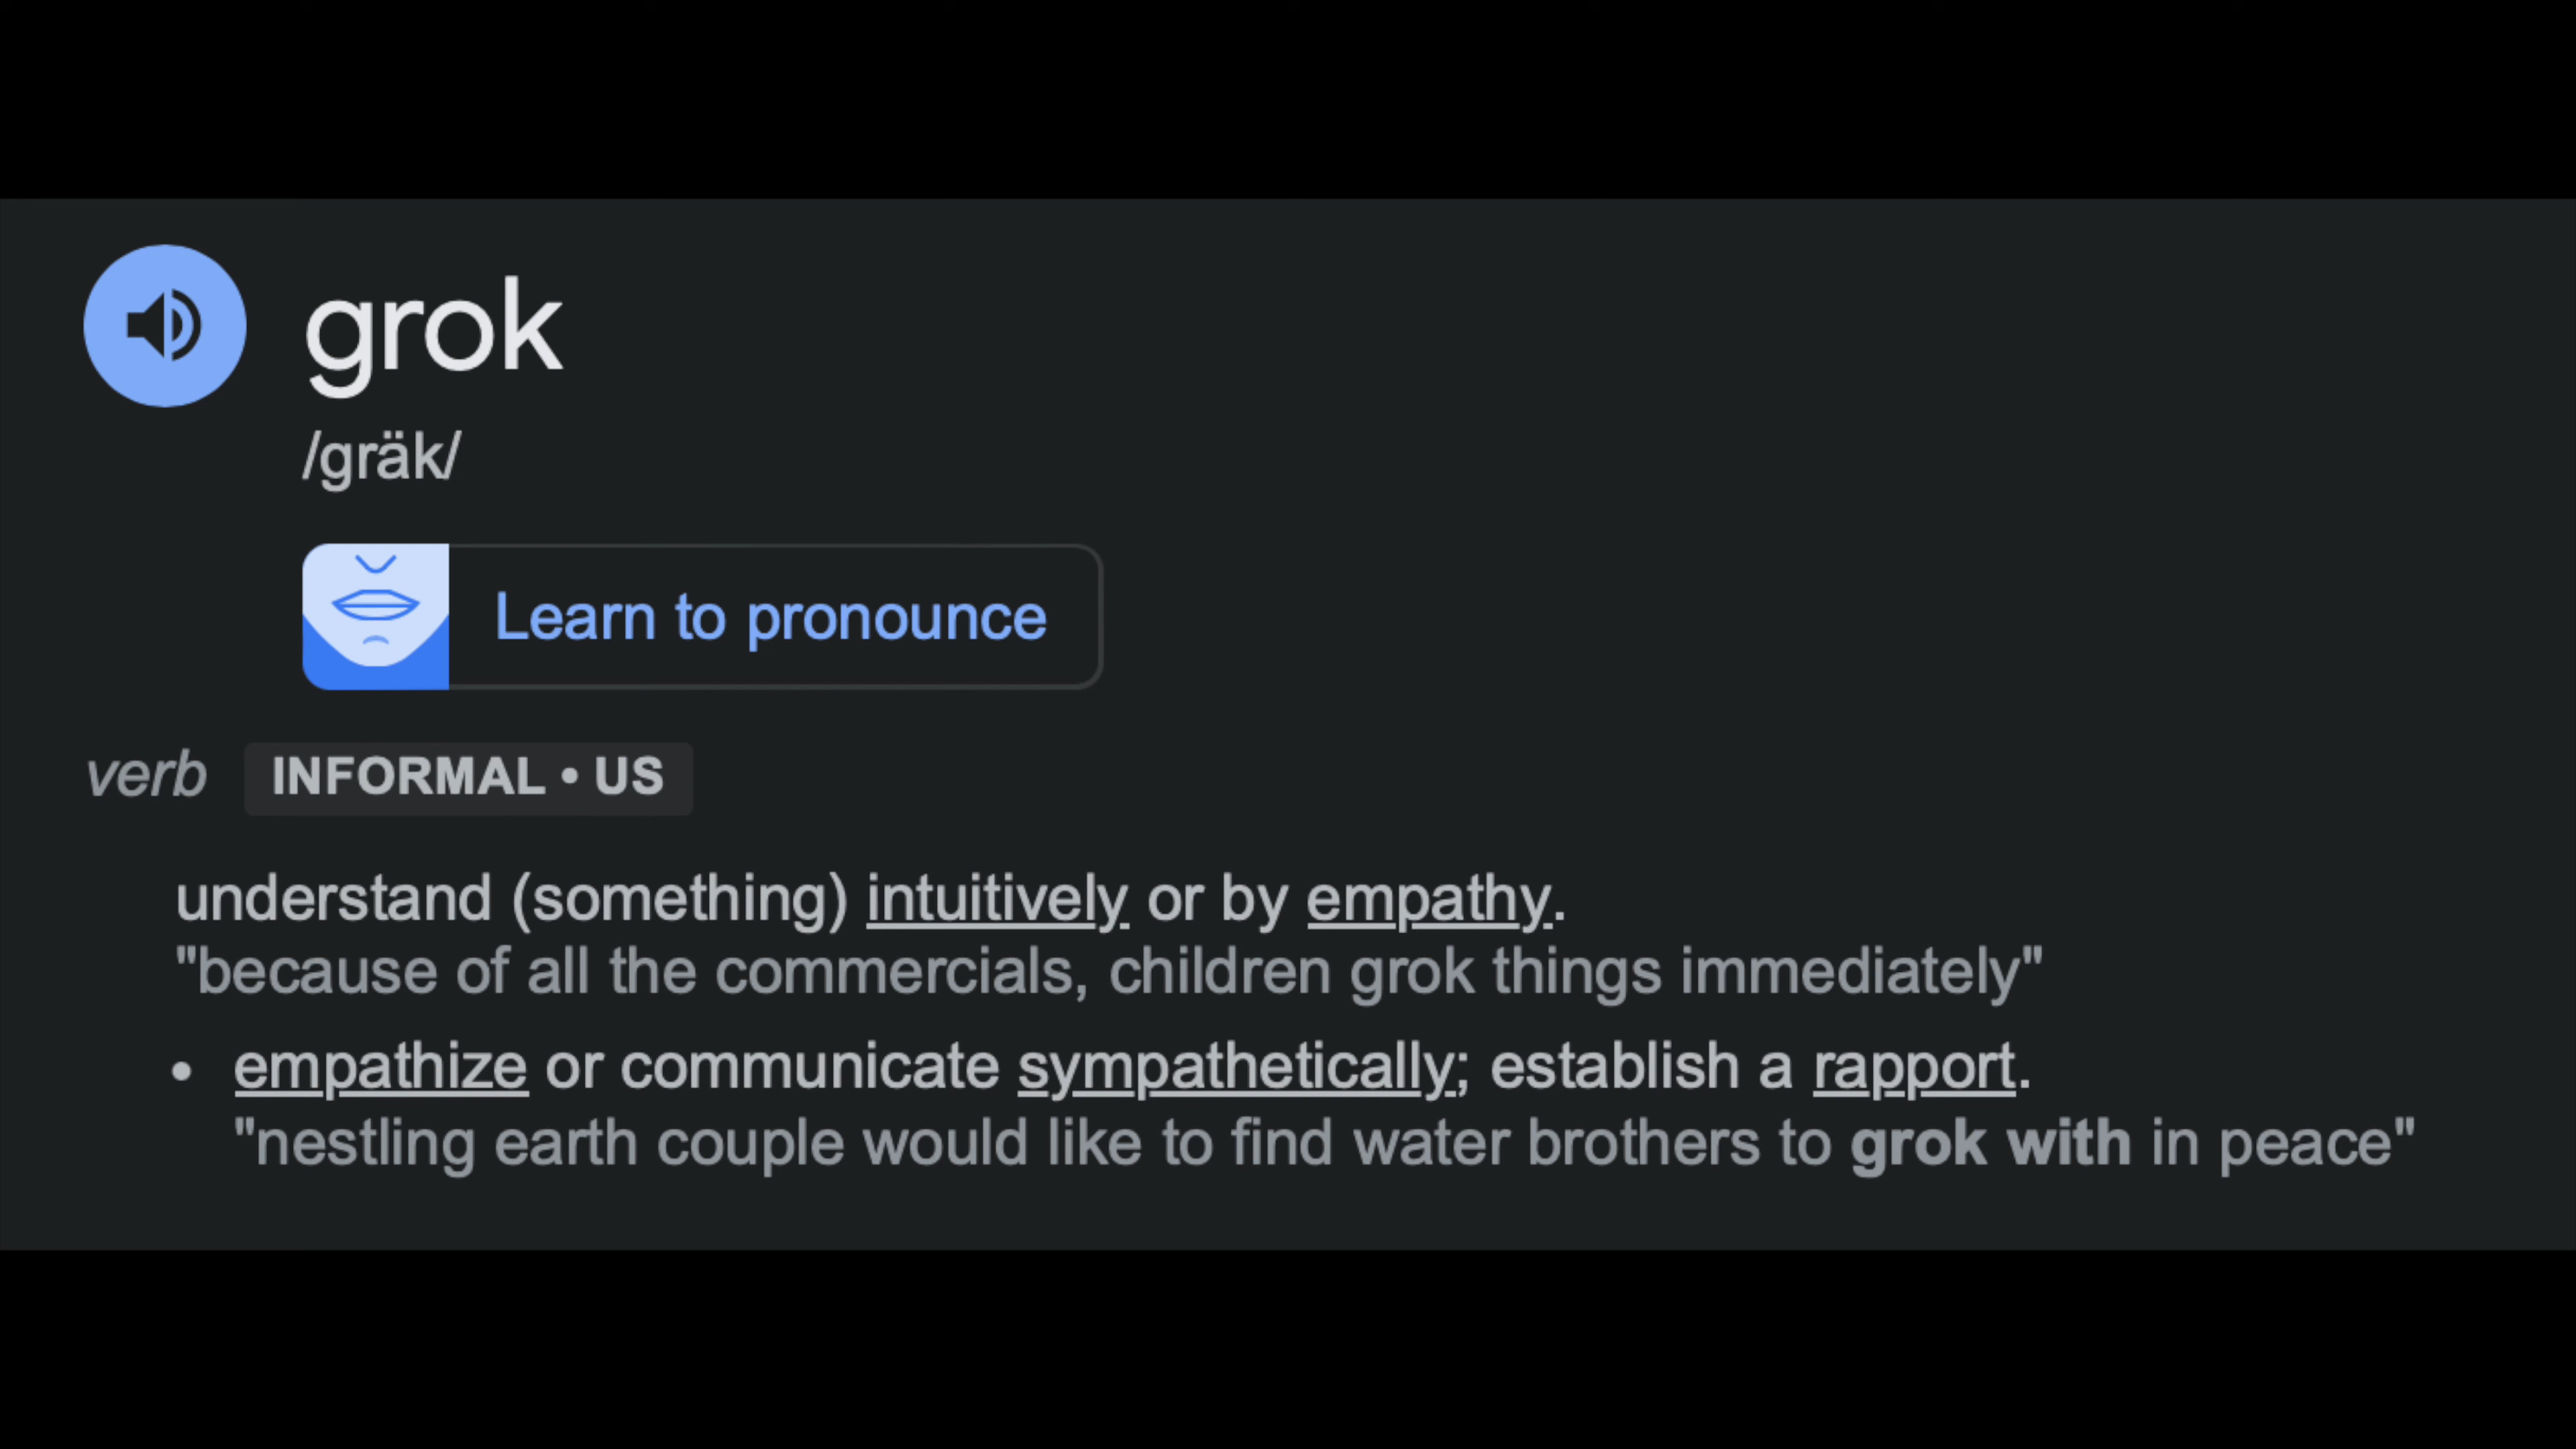 grok
/gräk/
Learn to pronounce
verb INFORMAL • US
understand (something) intuitively or by empathy.
"because of all the commercials, children grok things immediately"
• empathize or communicate sympathetically; establish a rapport.
"nestling earth couple would like to find water brothers to grok with in peace"